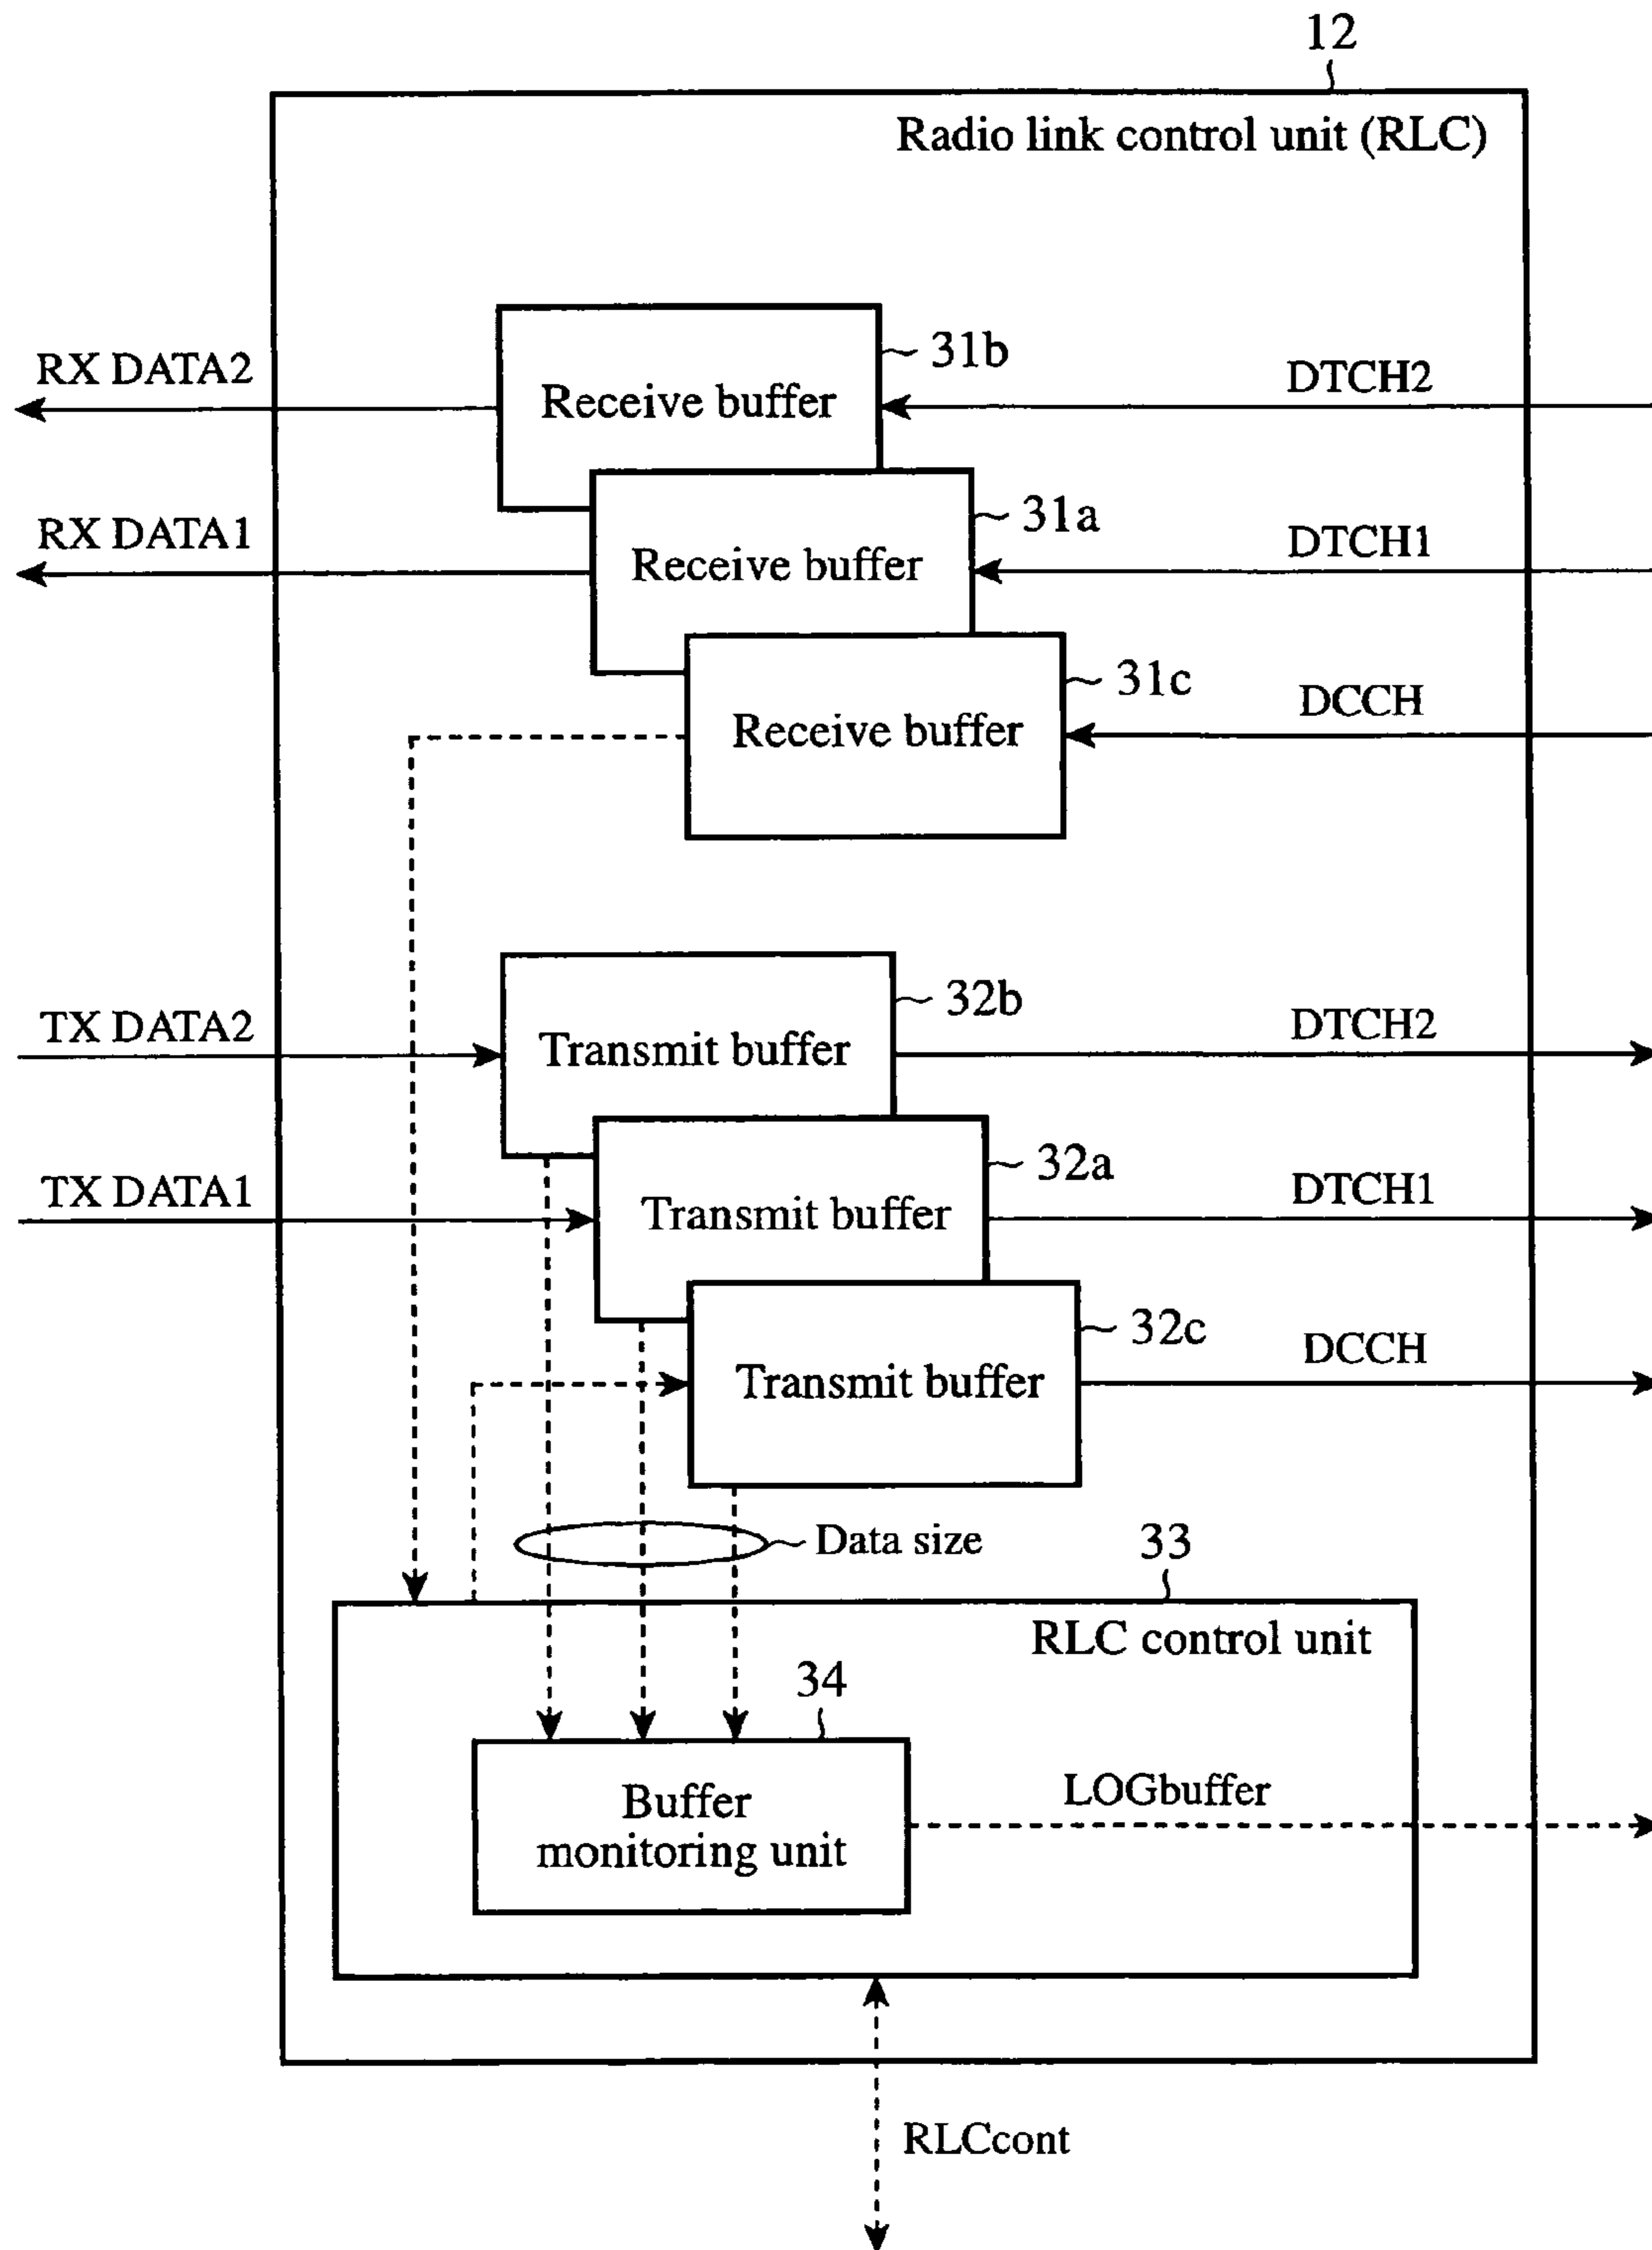 12
Radio link control unit (RLC)
RX DATA2
Receive buffer
31b
DTCH2
RX DATA1
Receive buffer
31a
DTCH1
Receive buffer
31c
DCCH
TX DATA2
Transmit buffer
32b
DTCH2
TX DATA1
Transmit buffer
32a
DTCH1
Transmit buffer
32c
DCCH
Data size
33
RLC control unit
34
Buffer
monitoring unit
LOGbuffer
RLCcont